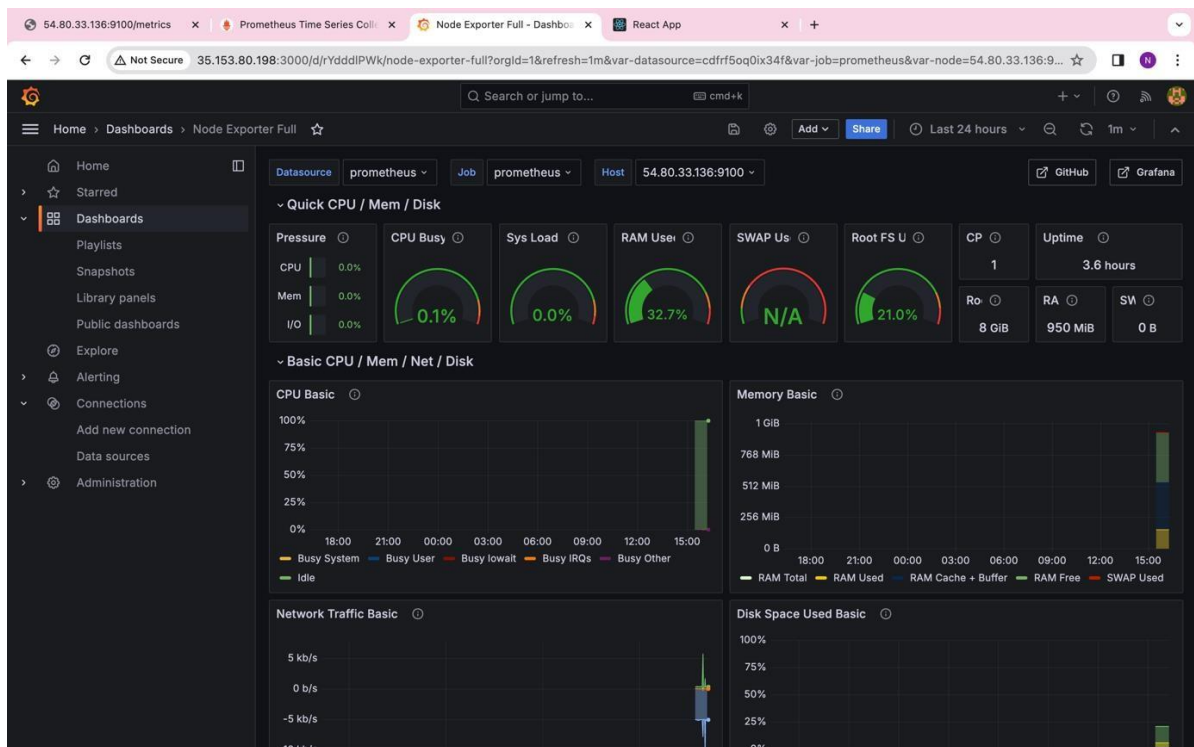 54.80.33.136:9100/metrics
Prometheus Time Series Colle
Node Exporter Full - Dashboa
React App
Not Secure 35.153.80.198:3000/d/rYdddlPWk/node-exporter-full?orgId=1&refresh=1m&var-datasource=cdfrf5oq0ix34f&var-job=prometheus&var-node=54.80.33.136:9...
N
Search or jump to... cmd+k
Home > Dashboards > Node Exporter Full
Add
Share
Last 24 hours
1m
Home
Starred
Dashboards
Playlists
Snapshots
Library panels
Public dashboards
Explore
Alerting
Connections
Add new connection
Data sources
Administration
Datasource prometheus Job prometheus Host 54.80.33.136:9100
GitHub
Grafana
Quick CPU / Mem / Disk
Pressure
CPU 0.0%
Mem 0.0%
I/O 0.0%
CPU Busy
0.1%
Sys Load
0.0%
RAM Use
32.7%
SWAP Us
N/A
Root FS U
21.0%
CP
1
Uptime
3.6 hours
Ro
8 GiB
RA
950 MiB
SW
0 B
Basic CPU / Mem / Net / Disk
CPU Basic
100%
75%
50%
25%
0%
18:00 21:00 00:00 03:00 06:00 09:00 12:00 15:00
Busy System Busy User Busy Iowait Busy IRQs Busy Other
Idle
Memory Basic
1 GiB
768 MiB
512 MiB
256 MiB
0 B
18:00 21:00 00:00 03:00 06:00 09:00 12:00 15:00
RAM Total RAM Used RAM Cache + Buffer RAM Free SWAP Used
Network Traffic Basic
5 kb/s
0 b/s
-5 kb/s
Disk Space Used Basic
100%
75%
50%
25%